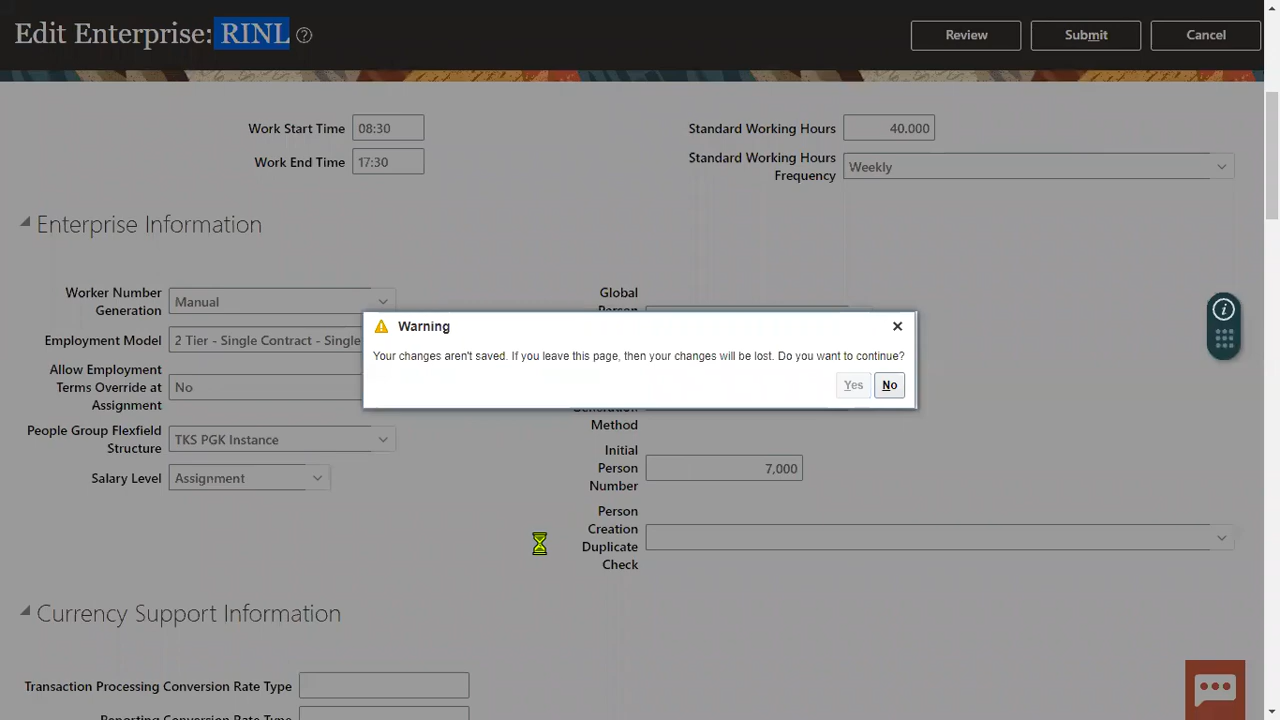 Edit Enterprise: RINL
Review
Submit
Cancel
Work Start Time 08:30
Standard Working Hours 40.000
Work End Time 17:30
Standard Working Hours
Frequency
Weekly
Enterprise Information
Worker Number
Generation
Manual
Global
Employment Model 2 Tier - Single Contract - Single
Warning
Your changes aren't saved. If you leave this page, then your changes will be lost. Do you want to continue?
Yes No
Allow Employment
Terms Override at
Assignment
No
Method
People Group Flexfield
Structure
TKS PGK Instance
Salary Level Assignment
Initial
Person
Number
7,000
Person
Creation
Duplicate
Check
Currency Support Information
Transaction Processing Conversion Rate Type